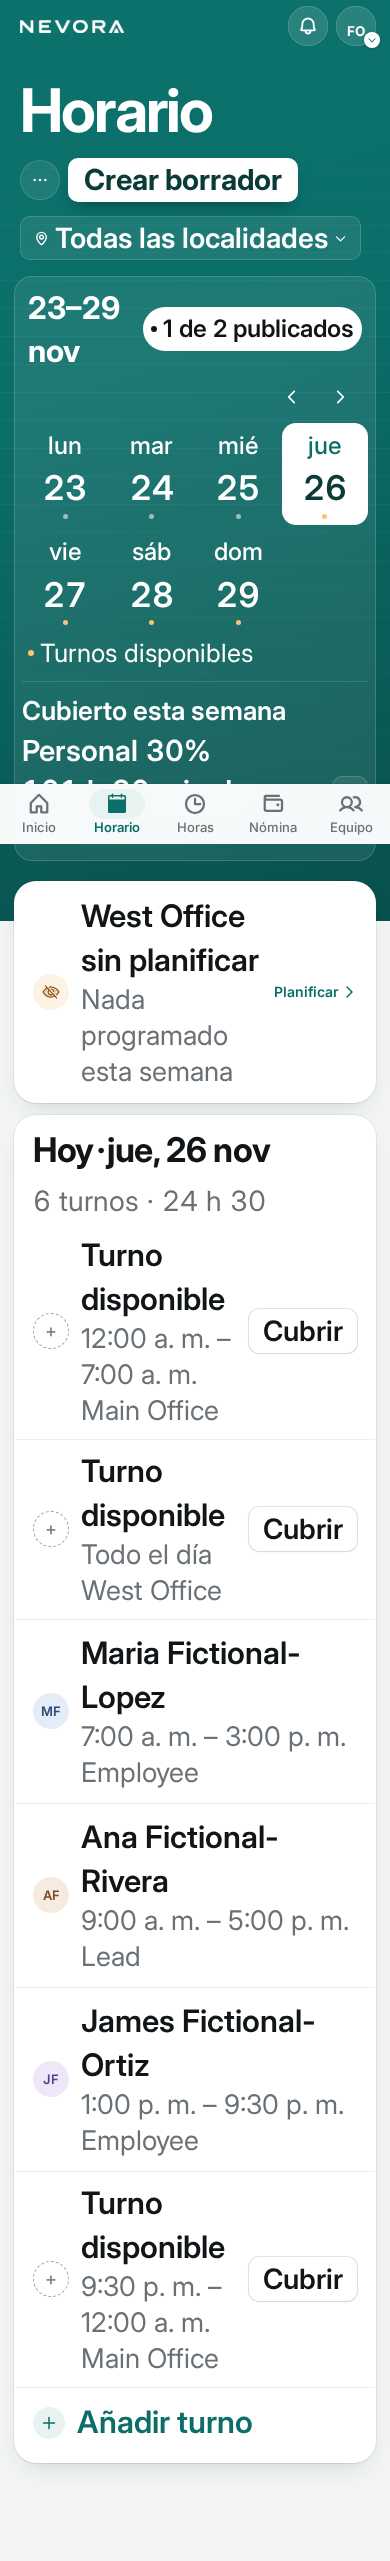 NEVORA
FO
Horario
Crear borrador
Todas las localidades
23–29
nov
• 1 de 2 publicados
lun
mar
mié
jue
23
24
25
26
vie
sáb
dom
27
28
29
Turnos disponibles
Cubierto esta semana
Personal 30%
Inicio
Horario
Horas
Nómina
Equipo
West Office
sin planificar
Nada
programado
esta semana
Planificar
Hoy · jue, 26 nov
6 turnos · 24 h 30
Turno
disponible
12:00 a. m. –
7:00 a. m.
Main Office
Cubrir
Turno
disponible
Todo el día
West Office
Cubrir
MF
Maria Fictional-
Lopez
7:00 a. m. – 3:00 p. m.
Employee
AF
Ana Fictional-
Rivera
9:00 a. m. – 5:00 p. m.
Lead
JF
James Fictional-
Ortiz
1:00 p. m. – 9:30 p. m.
Employee
Turno
disponible
9:30 p. m. –
12:00 a. m.
Main Office
Cubrir
+ Añadir turno